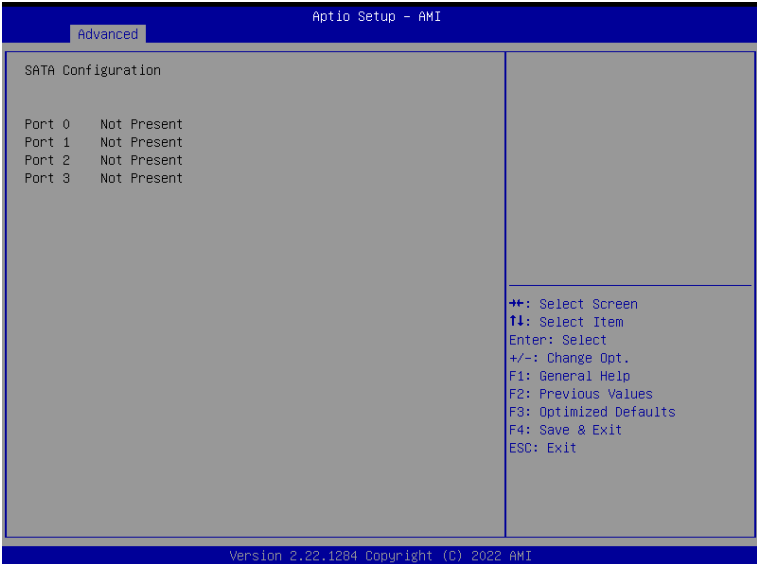 Aptio Setup – AMI
Advanced
SATA Configuration
Port 0 Not Present
Port 1 Not Present
Port 2 Not Present
Port 3 Not Present
→←: Select Screen
↑↓: Select Item
Enter: Select
+/-: Change Opt.
F1: General Help
F2: Previous Values
F3: Optimized Defaults
F4: Save & Exit
ESC: Exit
Version 2.22.1284 Copyright (C) 2022 AMI